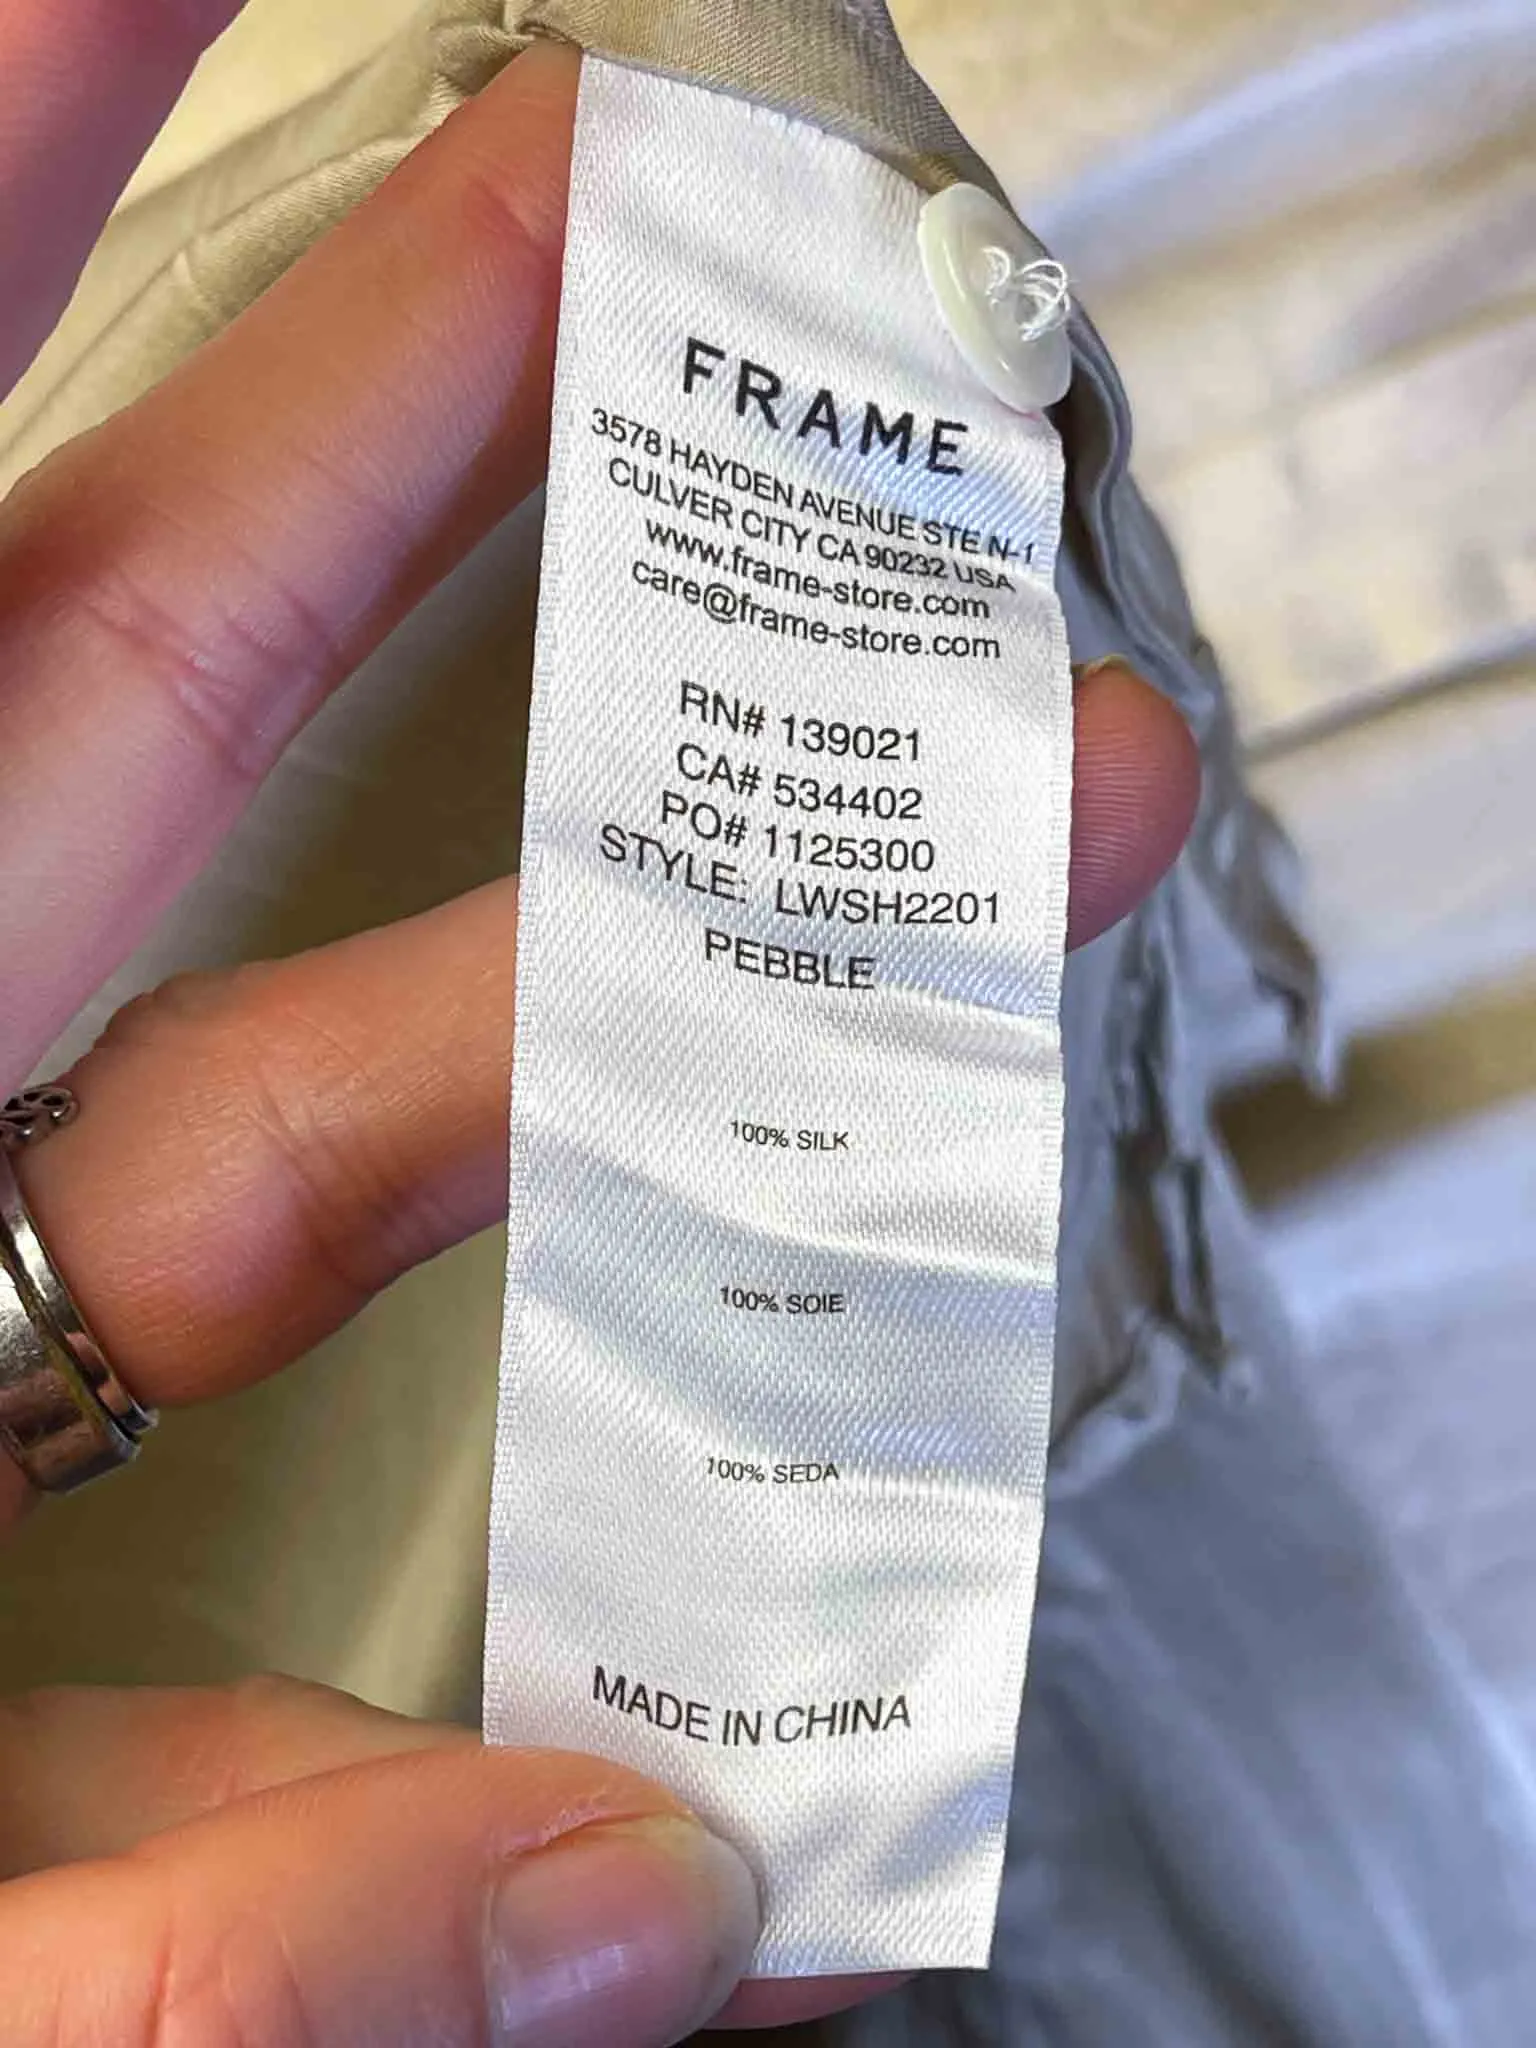 FRAME
3578 HAYDEN AVENUE STE N-1
CULVER CITY CA 90232 USA
www.frame-store.com
care@frame-store.com
RN# 139021
CA# 534402
PO# 1125300
STYLE: LWSH2201
PEBBLE
100% SILK
100% SOIE
100% SEDA
MADE IN CHINA